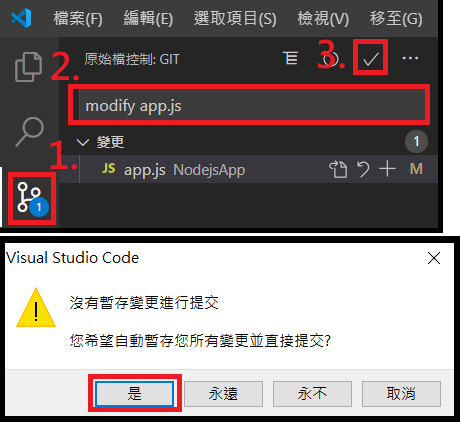 檔案(F) 編輯(E) 選取項目(S) 檢視(V) 移至(G)
原始檔控制: GIT
3.
2.
modify app.js
變更 1
1.
JS app.js NodejsApp M
1
Visual Studio Code
沒有暫存變更進行提交
您希望自動暫存您所有變更並直接提交?
是 永遠 永不 取消